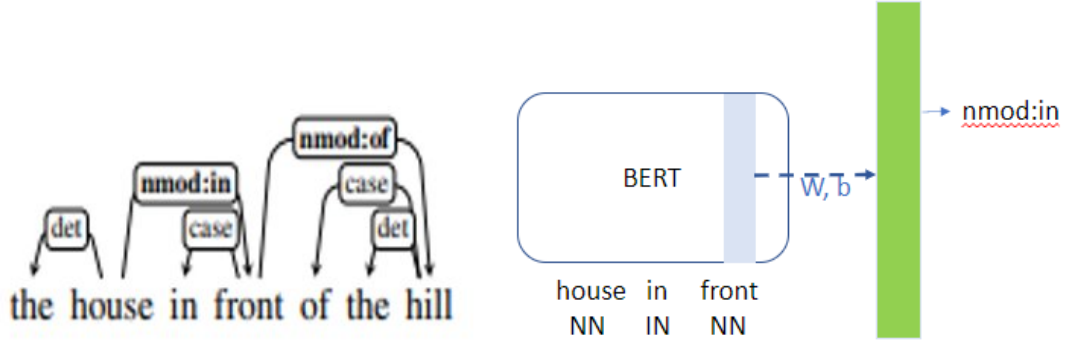 nmod:of
nmod:in
case
det
case
det
the house in front of the hill
BERT
W, b
nmod:in
house in front
NN IN NN